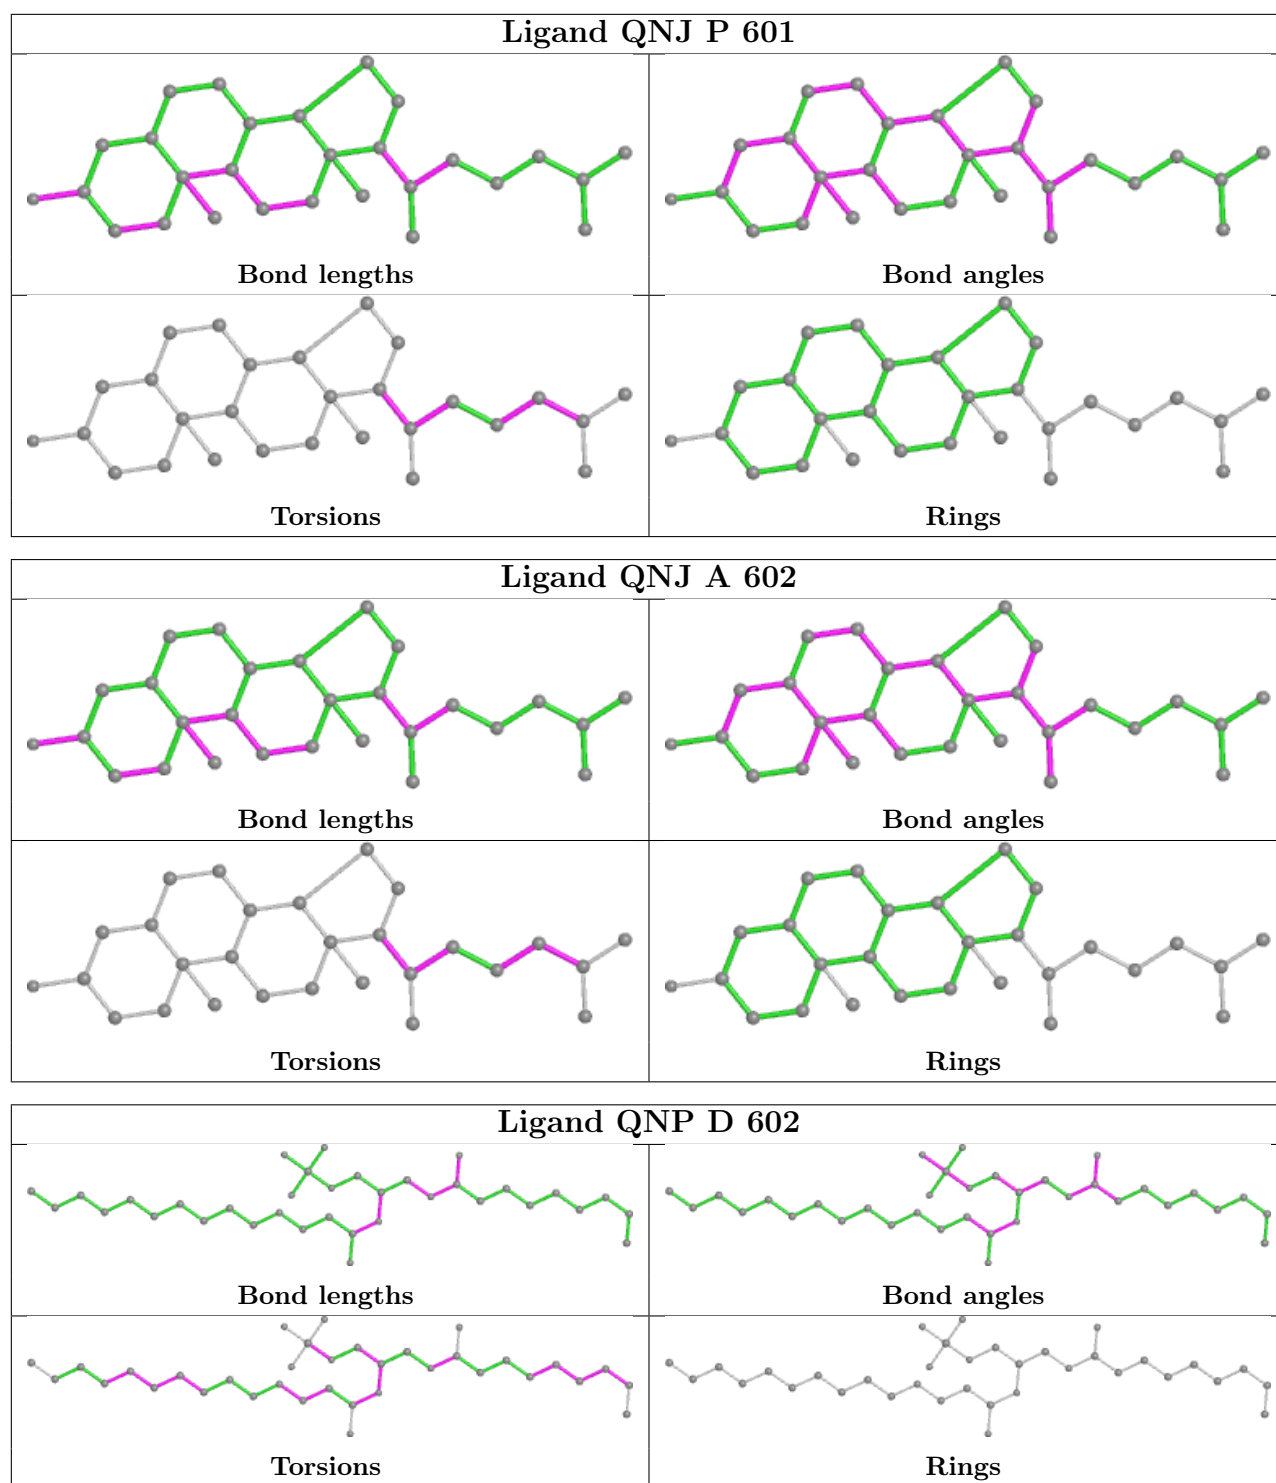 Ligand QNJ P 601
Bond lengths
Bond angles
Torsions
Rings
Ligand QNJ A 602
Bond lengths
Bond angles
Torsions
Rings
Ligand QNP D 602
Bond lengths
Bond angles
Torsions
Rings